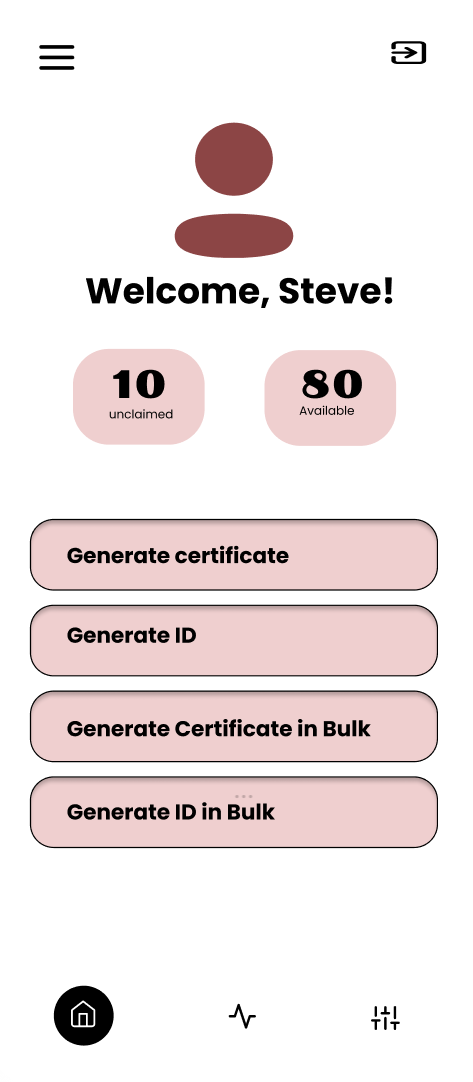 Welcome, Steve!
10
unclaimed
80
Available
Generate certificate
Generate ID
Generate Certificate in Bulk
Generate ID in Bulk